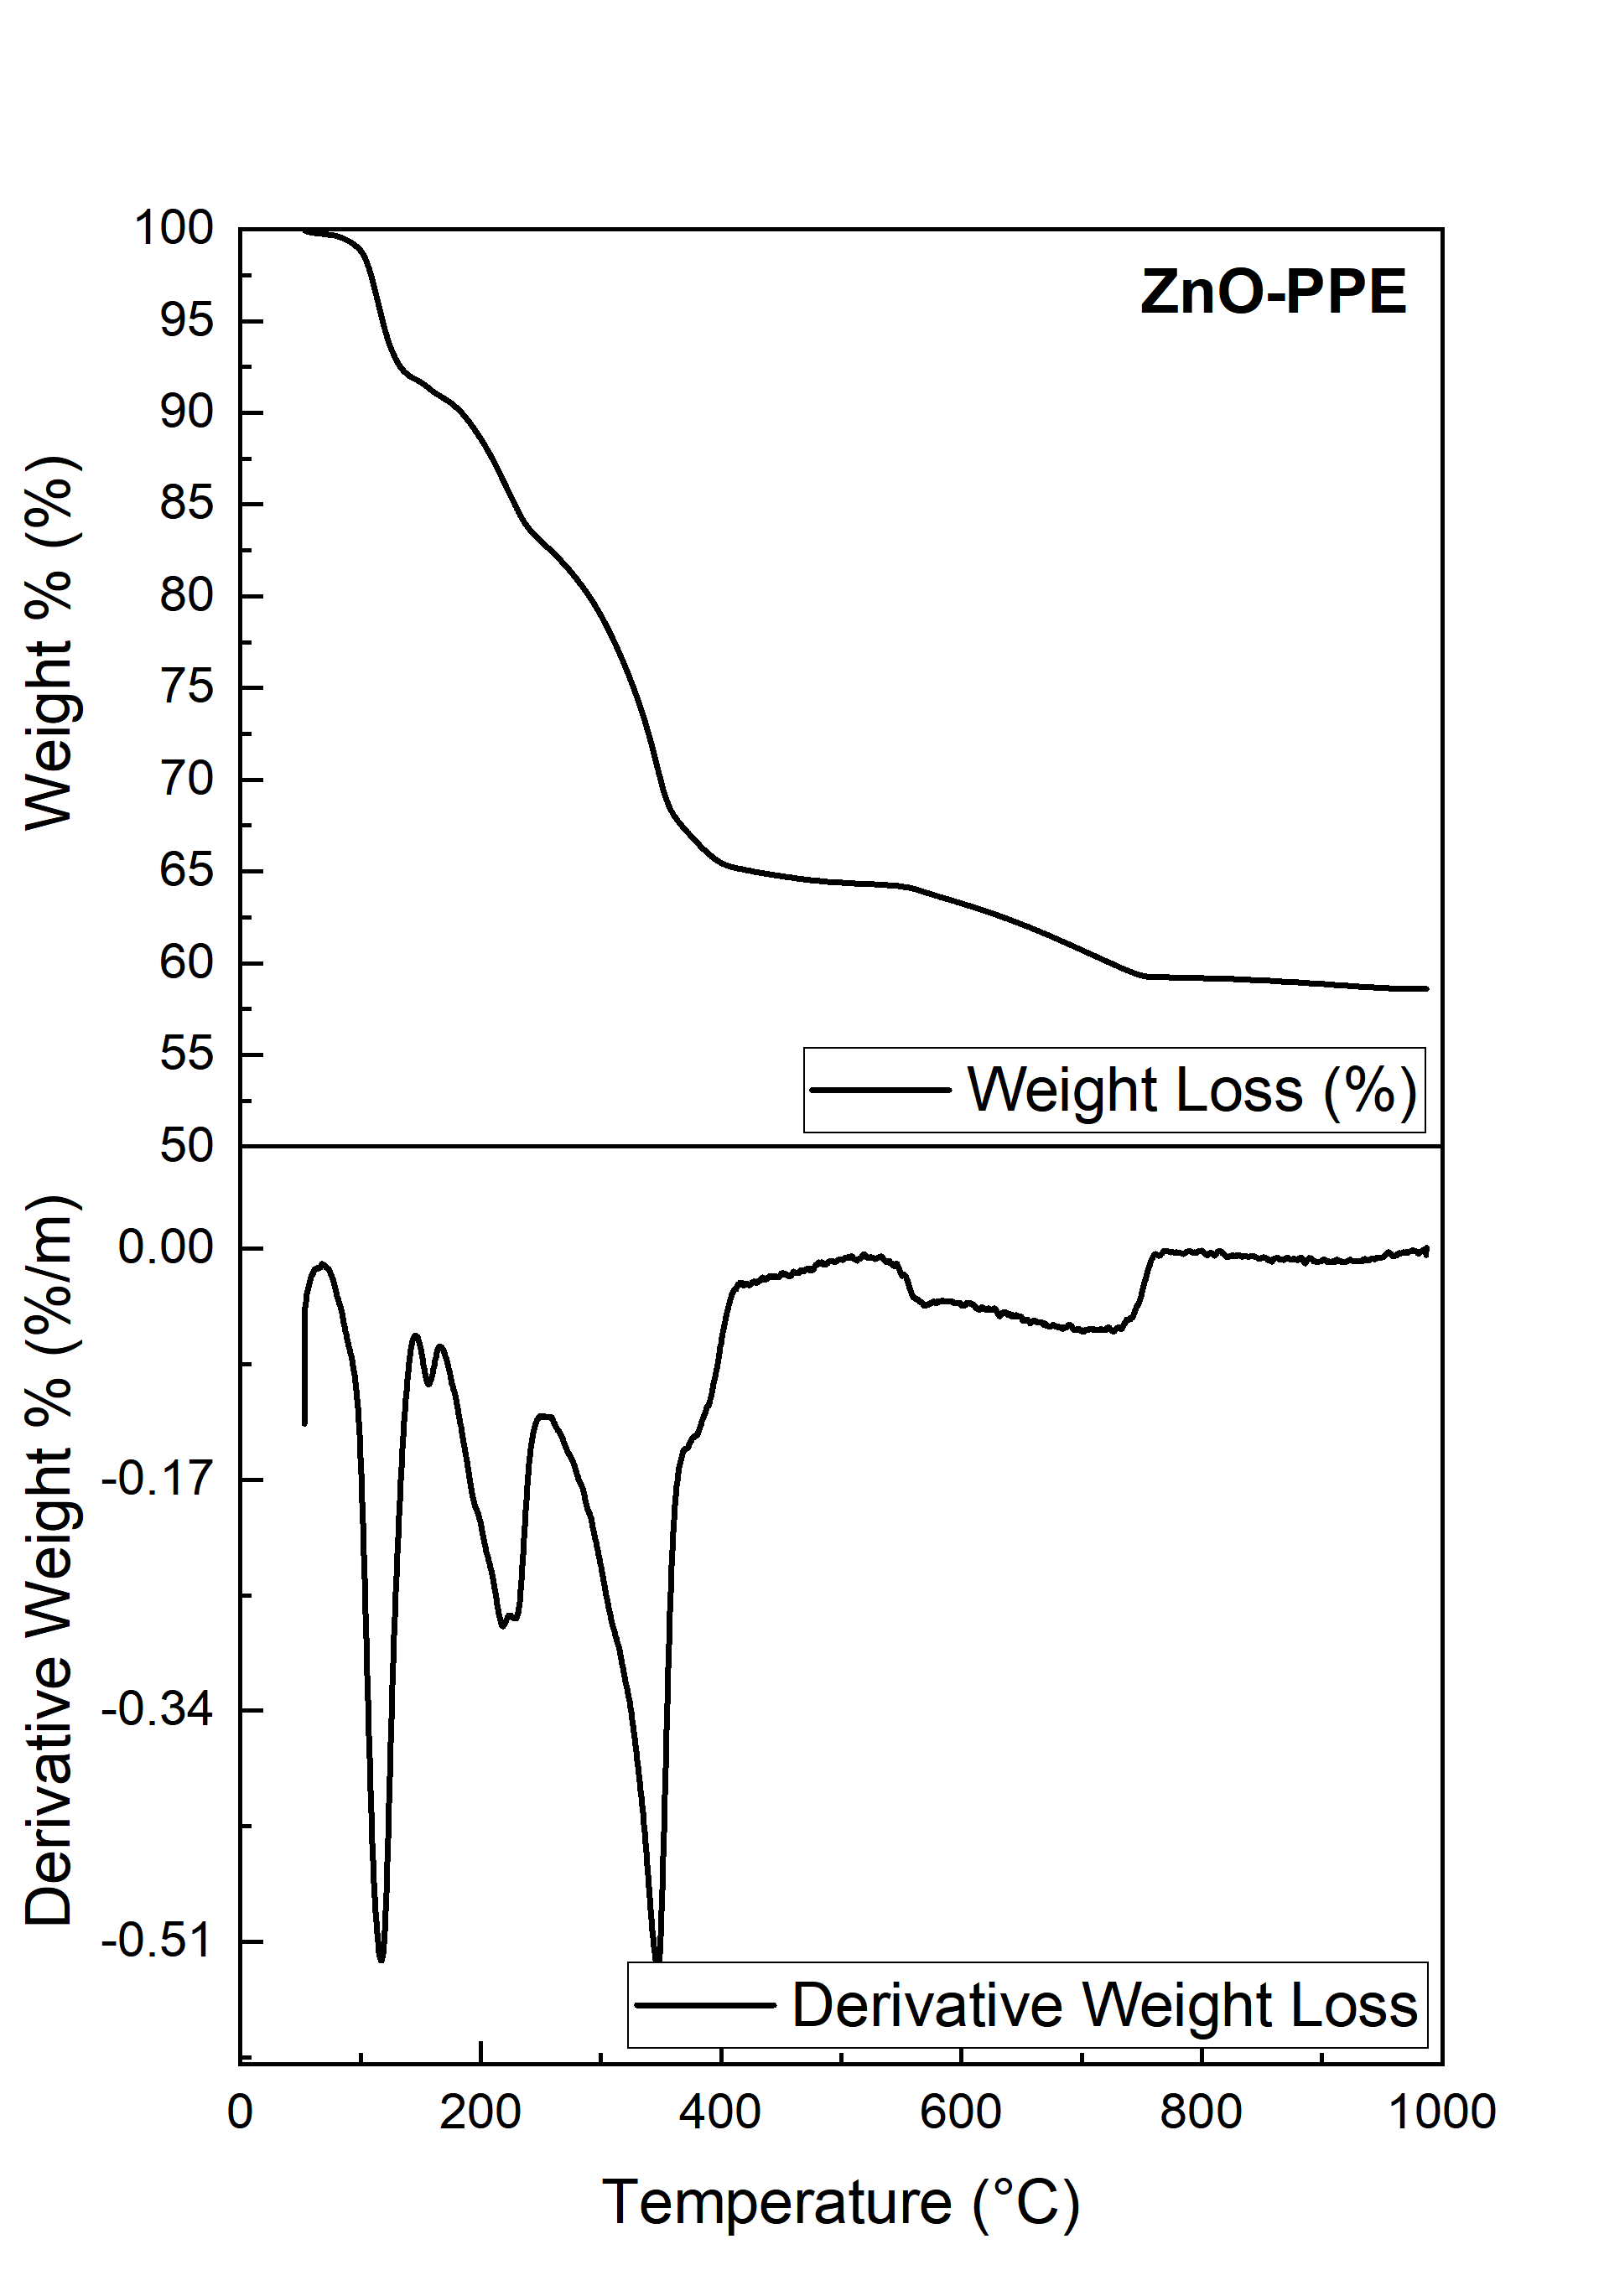 ZnO-PPE
Weight % (%)
100
95
90
85
80
75
70
65
60
55
50
Weight Loss (%)
Derivative Weight % (%/m)
0.00
-0.17
-0.34
-0.51
Derivative Weight Loss
0 200 400 600 800 1000
Temperature (°C)